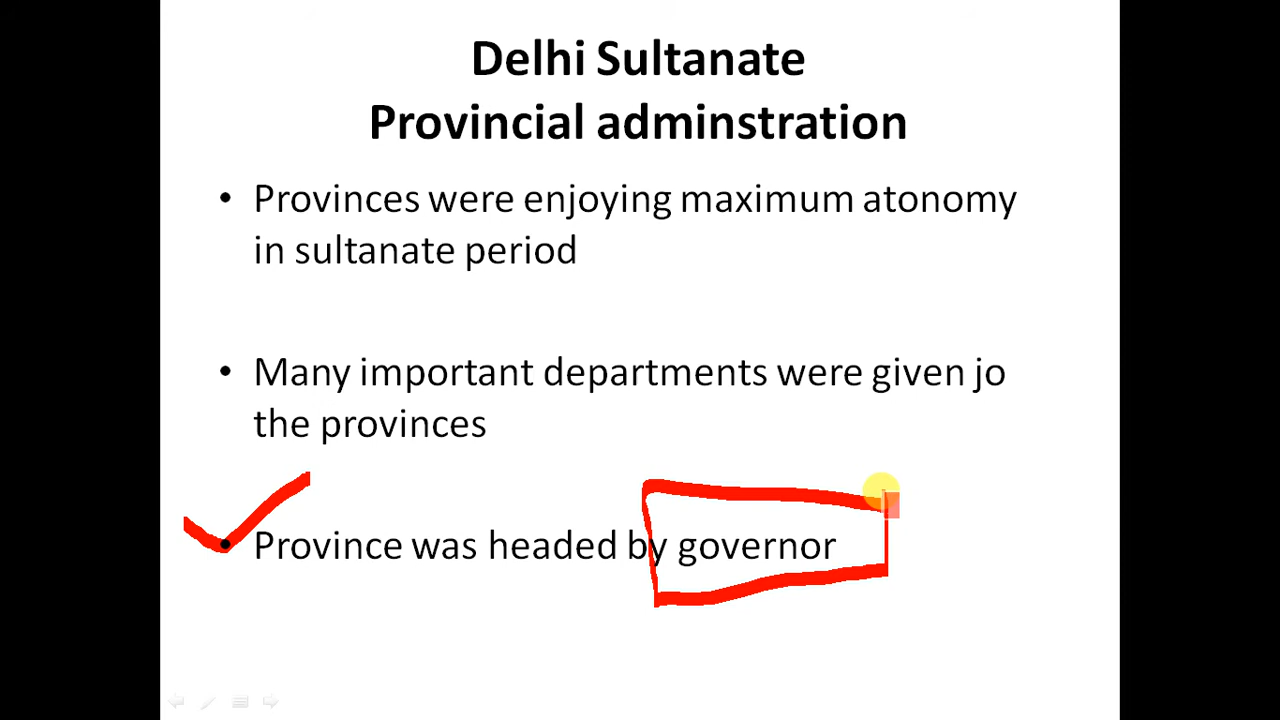 Delhi Sultanate
Provincial adminstration
• Provinces were enjoying maximum atonomy
in sultanate period
• Many important departments were given jo
the provinces
• Province was headed by governor